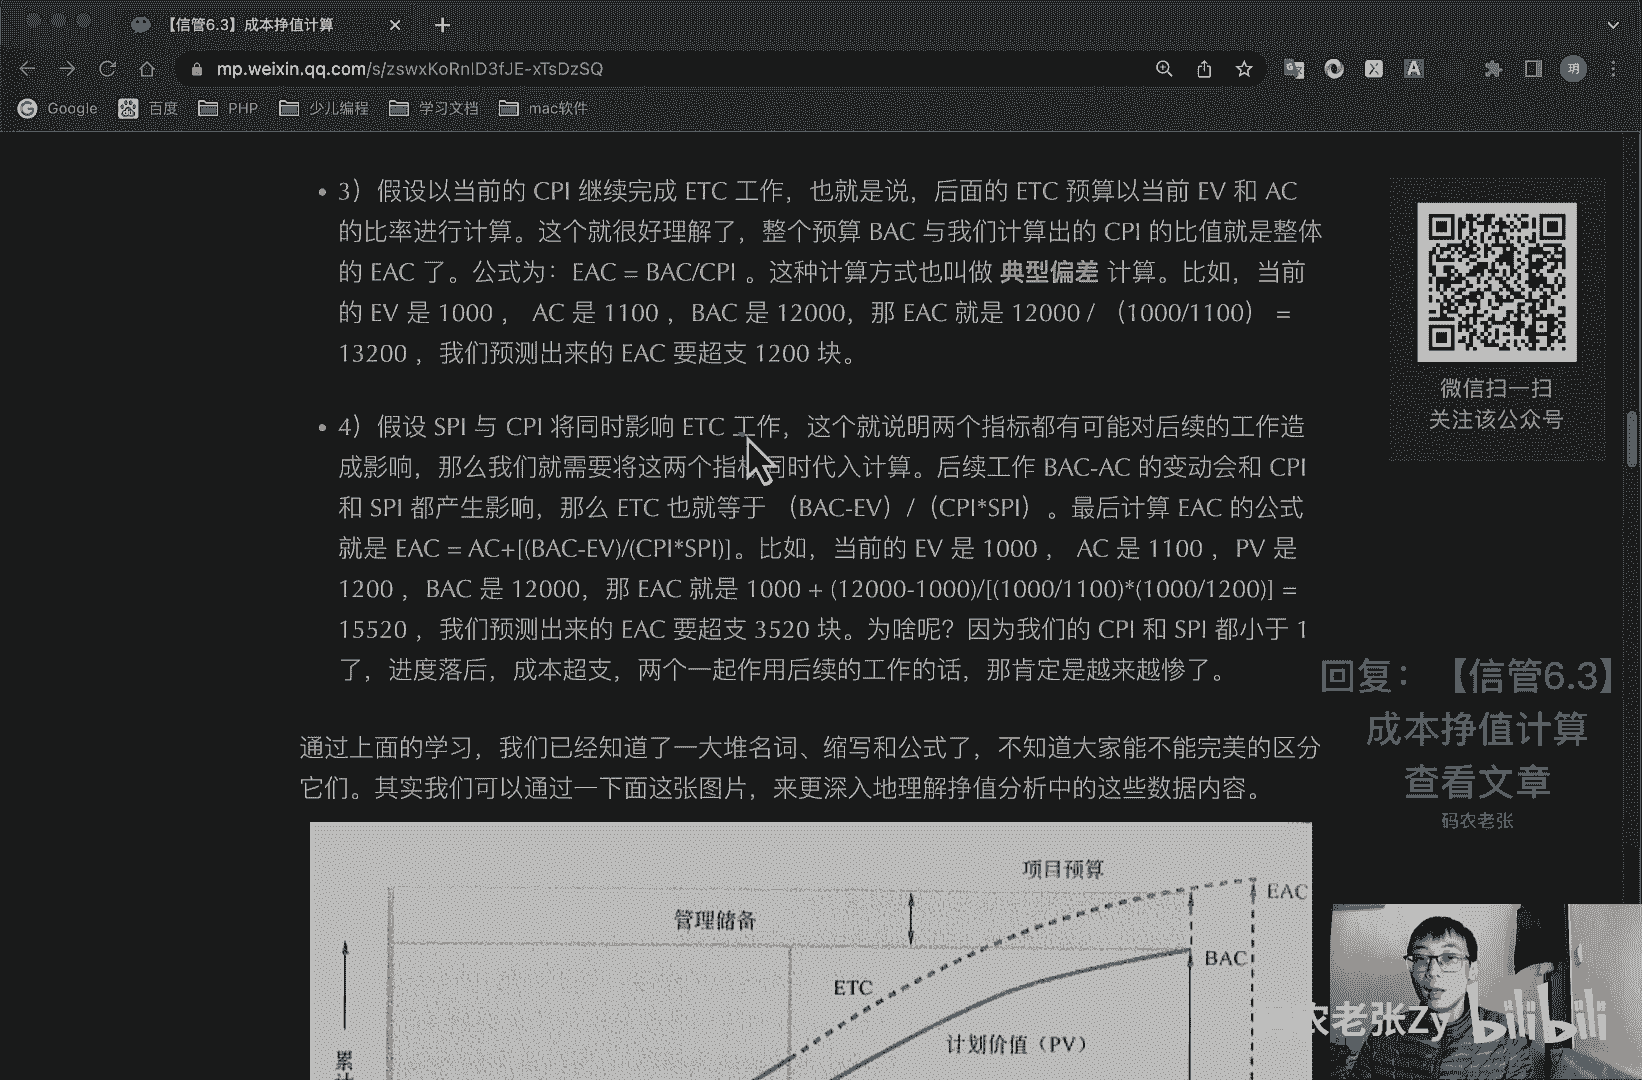 【信管6.3】成本挣值计算
mp.weixin.qq.com/s/zswxKoRnlD3fJE-xTsDzSQ
Google 百度 PHP 少儿编程 学习文档 mac软件
3）假设以当前的 CPI 继续完成 ETC 工作，也就是说，后面的 ETC 预算以当前 EV 和 AC
的比率进行计算。这个就很好理解了，整个预算 BAC 与我们计算出的 CPI 的比值就是整体
的 EAC 了。公式为：EAC = BAC/CPI 。这种计算方式也叫做 典型偏差 计算。比如，当前
的 EV 是 1000 ， AC 是 1100 ，BAC 是 12000，那 EAC 就是 12000 / （1000/1100） =
13200 ，我们预测出来的 EAC 要超支 1200 块。
4）假设 SPI 与 CPI 将同时影响 ETC 工作，这个就说明两个指标都有可能对后续的工作造
成影响，那么我们就需要将这两个指标同时代入计算。后续工作 BAC-AC 的变动会和 CPI
和 SPI 都产生影响，那么 ETC 也就等于 （BAC-EV）/（CPI*SPI）。最后计算 EAC 的公式
就是 EAC = AC+[(BAC-EV)/(CPI*SPI)]。比如，当前的 EV 是 1000 ， AC 是 1100 ，PV 是
1200 ，BAC 是 12000，那 EAC 就是 1000 + (12000-1000)/[(1000/1100)*(1000/1200)] =
15520 ，我们预测出来的 EAC 要超支 3520 块。为啥呢？因为我们的 CPI 和 SPI 都小于 1
了，进度落后，成本超支，两个一起作用后续的工作的话，那肯定是越来越惨了。
通过上面的学习，我们已经知道了一大堆名词、缩写和公式了，不知道大家能不能完美的区分
它们。其实我们可以通过一下面这张图片，来更深入地理解挣值分析中的这些数据内容。
微信扫一扫
关注该公众号
回复：【信管6.3】
成本挣值计算
查看文章
码农老张
项目预算
EAC
管理储备
BAC
ETC
计划价值（PV）
累
农老张Zy bilibili
玥